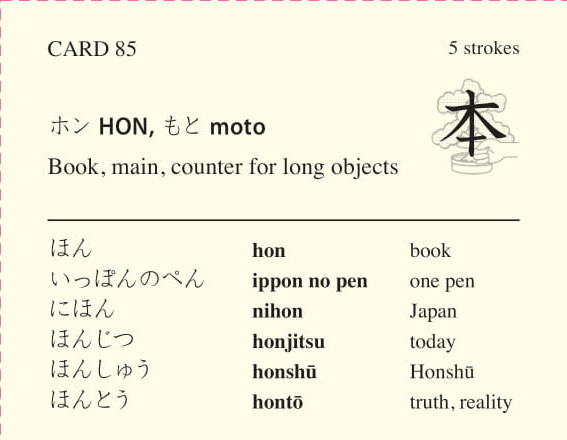 CARD 85 5 strokes
本
ホン HON, もと moto
Book, main, counter for long objects
ほん hon book
いっぽんのぺん ippon no pen one pen
にほん nihon Japan
ほんじつ honjitsu today
ほんしゅう honshū Honshū
ほんとう hontō truth, reality